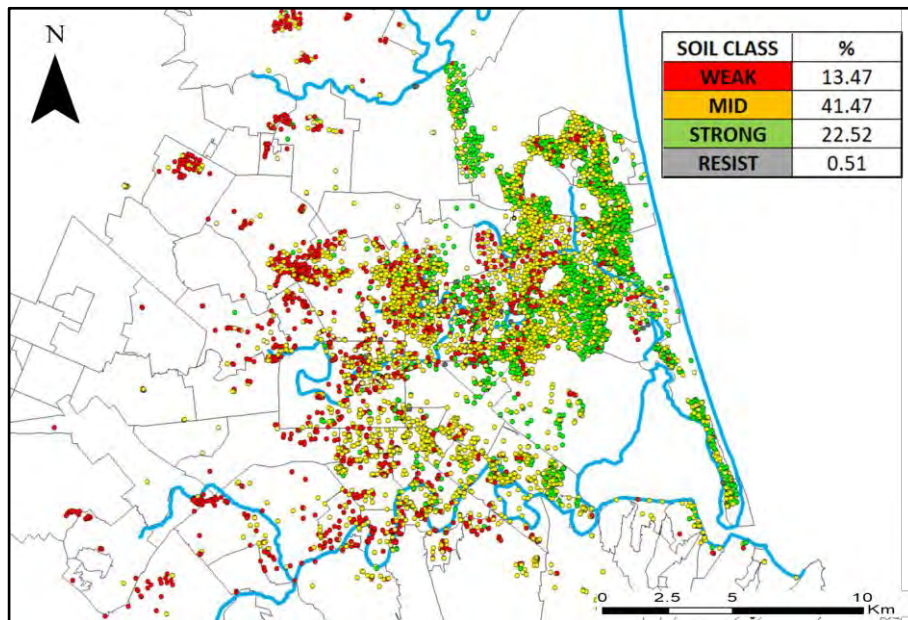 N
SOIL CLASS %
WEAK 13.47
MID 41.47
STRONG 22.52
RESIST 0.51
0 2.5 5 10
Km